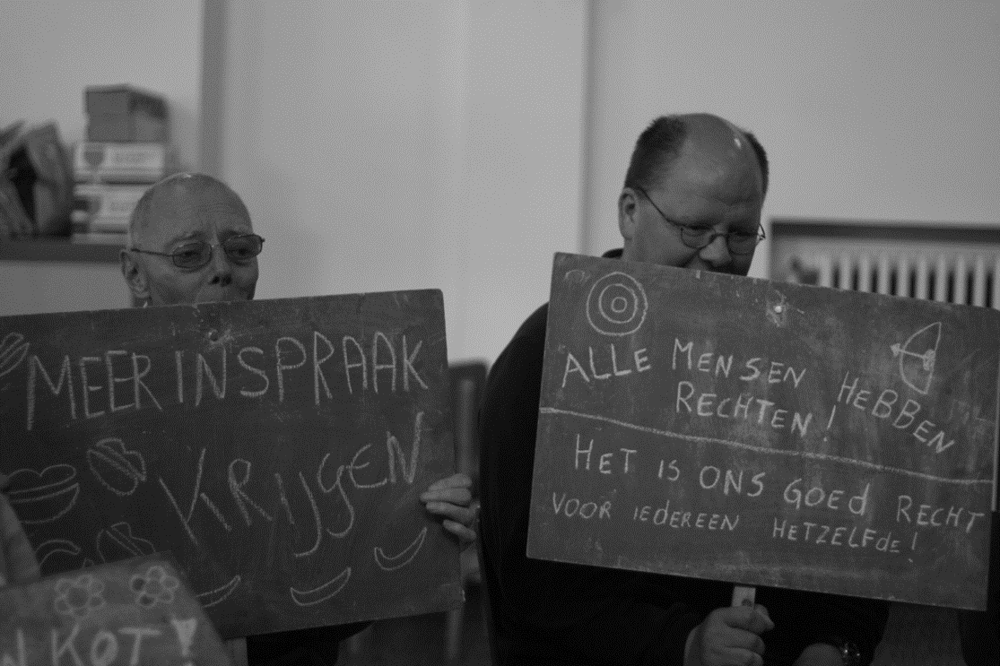 MEER INSPRAAK
KRIJGEN
N KOT!
ALLE MENSEN HEBBEN
RECHTEN!
HET IS ONS GOED RECHT
VOOR IEDEREEN HETZELFDE!